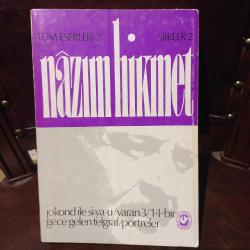 TÜM ESERLERİ 2 ŞİİRLER 2
nâzım hikmet
jokond ile si-ya-u/varan 3/1+1=bir
gece gelen telgraf/portreler